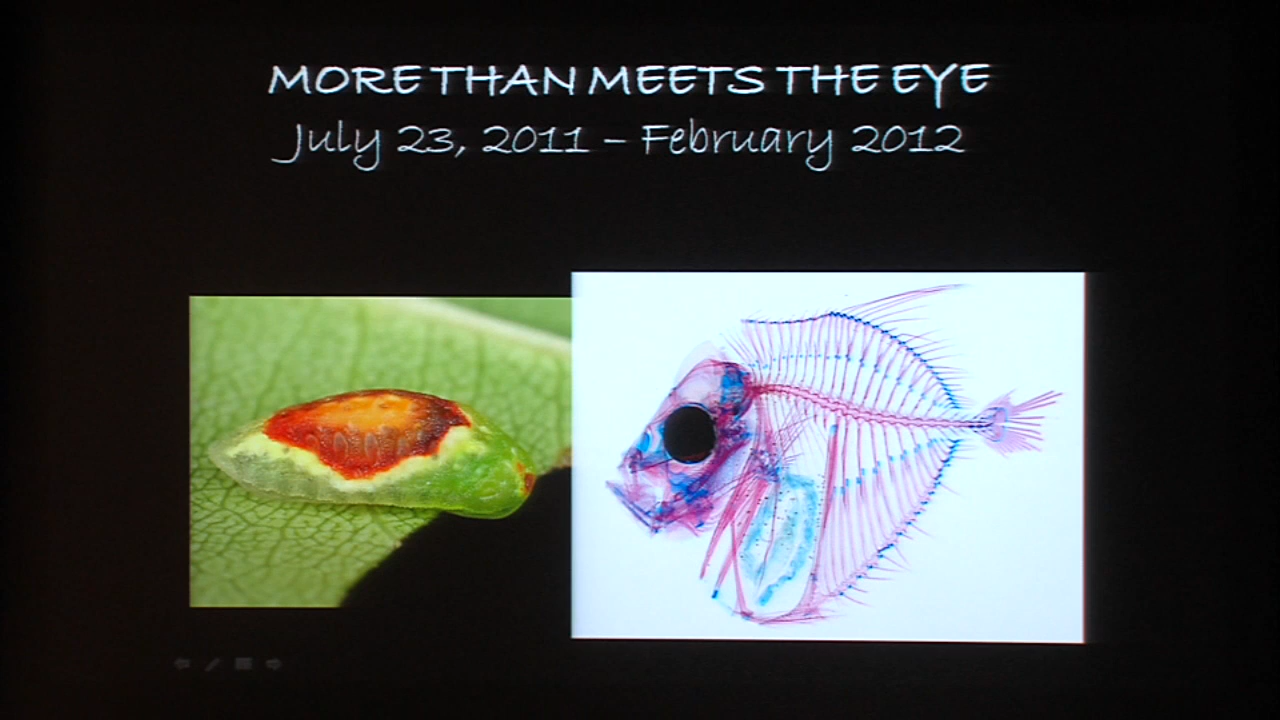 MORE THAN MEETS THE EYE
July 23, 2011 – February 2012